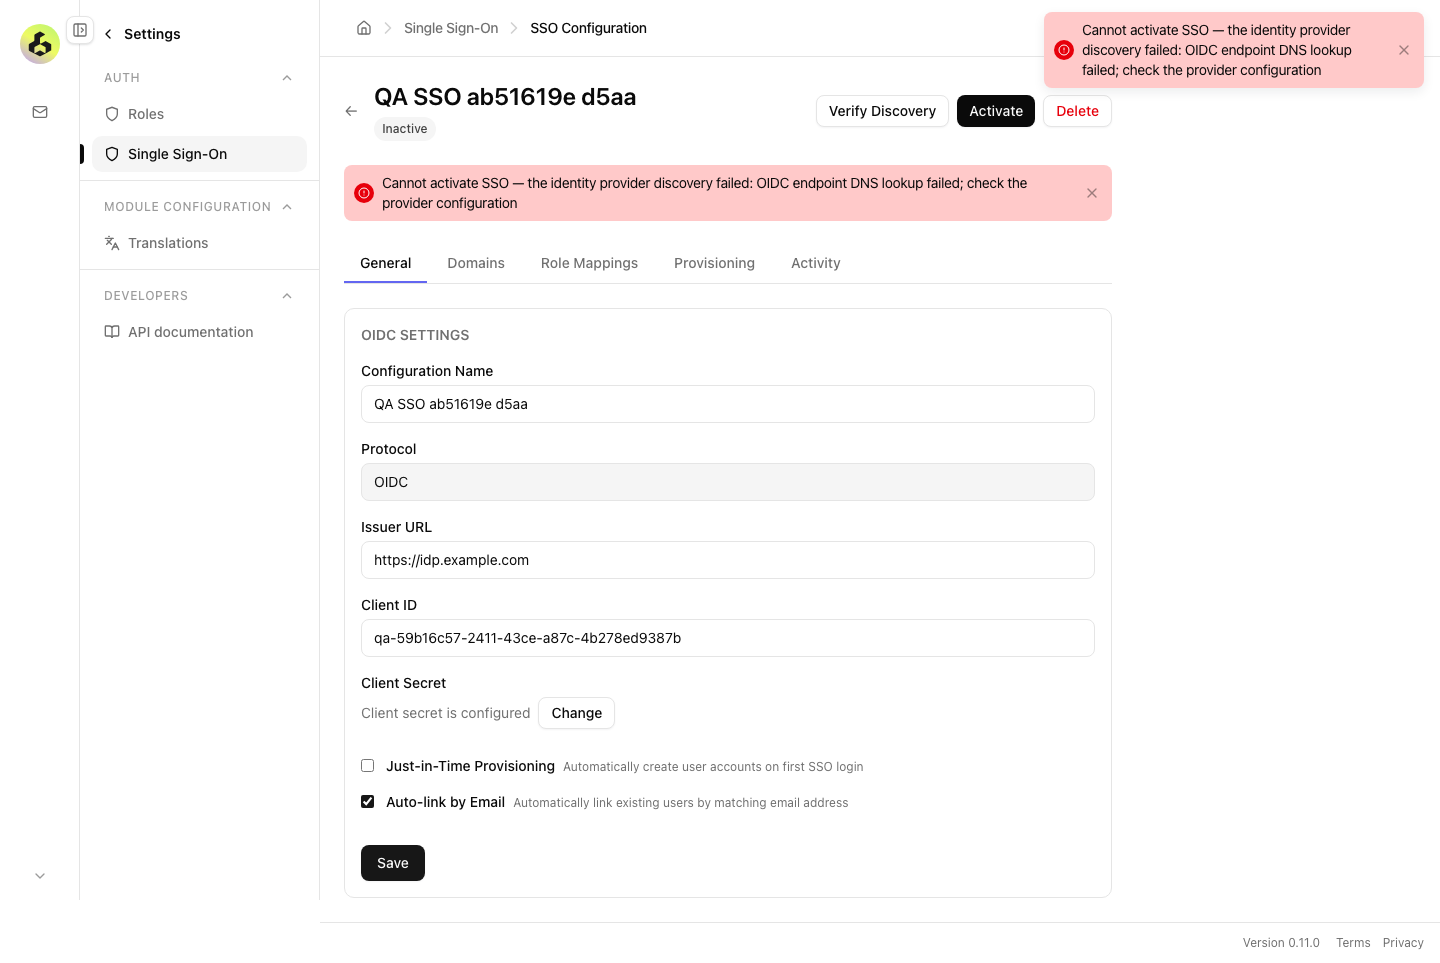 Settings
AUTH
Roles
Single Sign-On
MODULE CONFIGURATION
Translations
DEVELOPERS
API documentation
Single Sign-On
SSO Configuration
Cannot activate SSO — the identity provider
discovery failed: OIDC endpoint DNS lookup
failed; check the provider configuration
QA SSO ab51619e d5aa
Inactive
Verify Discovery
Activate
Delete
Cannot activate SSO — the identity provider discovery failed: OIDC endpoint DNS lookup failed; check the
provider configuration
General
Domains
Role Mappings
Provisioning
Activity
OIDC SETTINGS
Configuration Name
QA SSO ab51619e d5aa
Protocol
OIDC
Issuer URL
https://idp.example.com
Client ID
qa-59b16c57-2411-43ce-a87c-4b278ed9387b
Client Secret
Client secret is configured
Change
Just-in-Time Provisioning Automatically create user accounts on first SSO login
Auto-link by Email Automatically link existing users by matching email address
Save
Version 0.11.0
Terms
Privacy